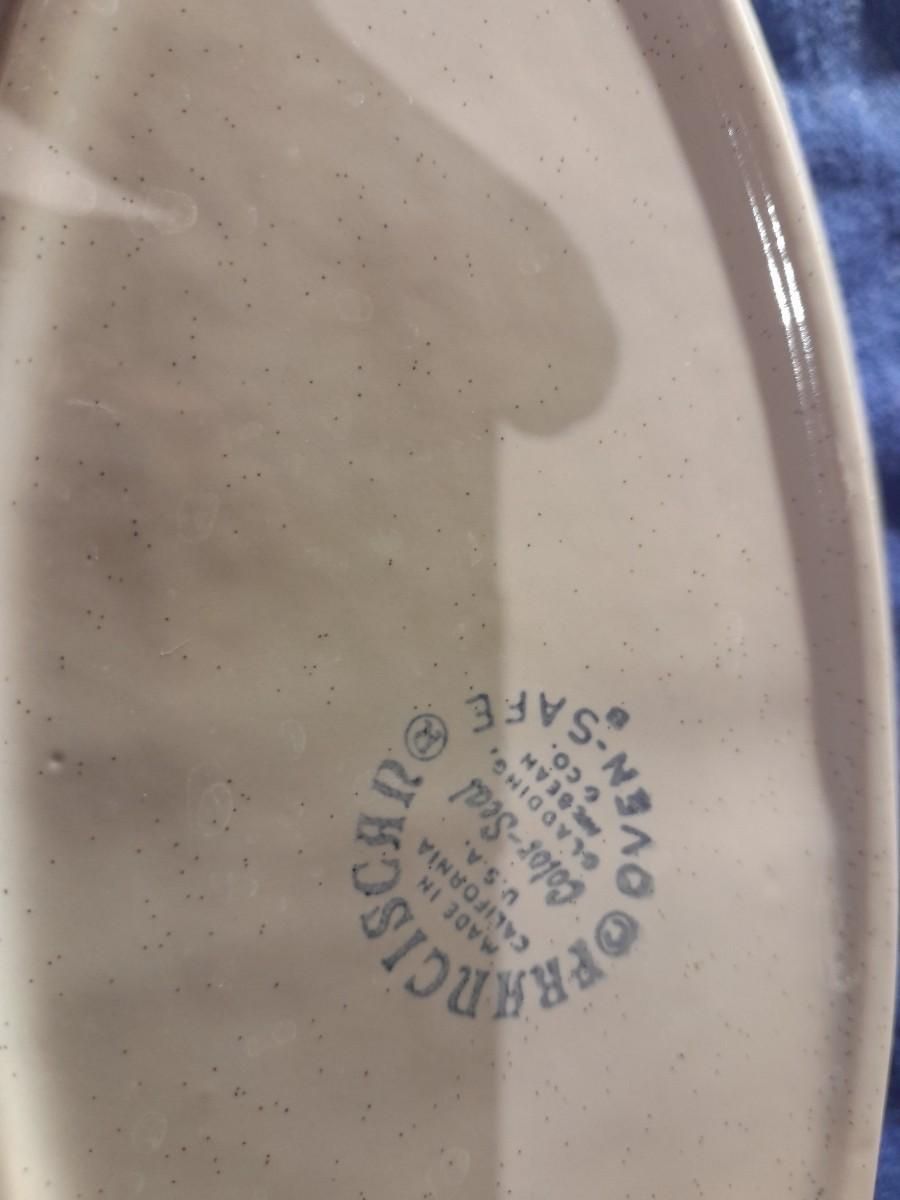 © FRANCISCAN ®
OVEN-SAFE
GLADDING,
McBEAN
& CO.
Color-Seal
MADE IN
CALIFORNIA
U.S.A.